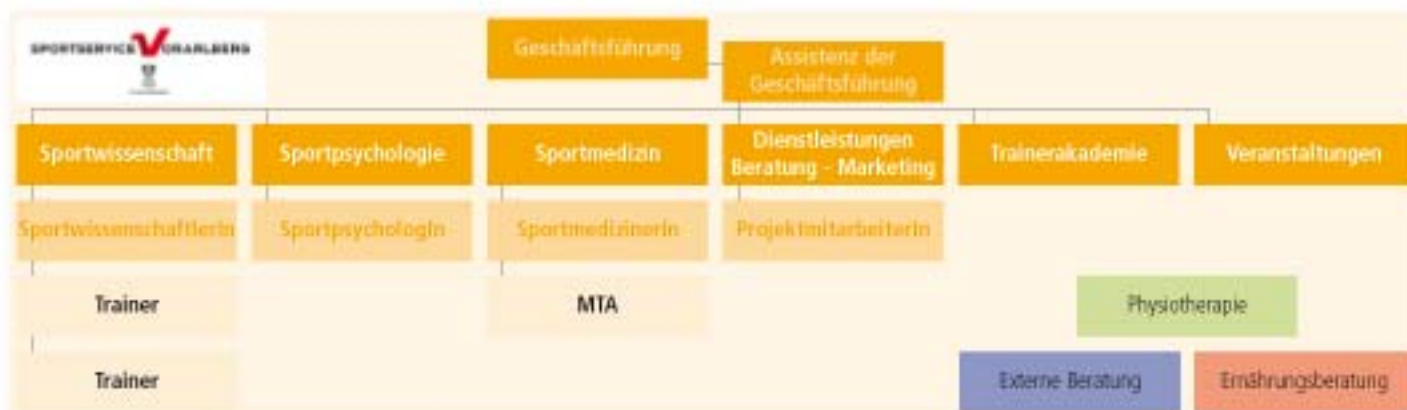 SPORTSERVICE VORARLBERG
Geschäftsführung
Assistenz der
Geschäftsführung
Sportwissenschaft
Sportpsychologie
Sportmedizin
Dienstleistungen
Beratung – Marketing
Trainerakademie
Veranstaltungen
SportwissenschaftlerIn
SportpsychologIn
SportmedizinerIn
ProjektmitarbeiterIn
Trainer
MTA
Physiotherapie
Trainer
Externe Beratung
Ernährungsberatung